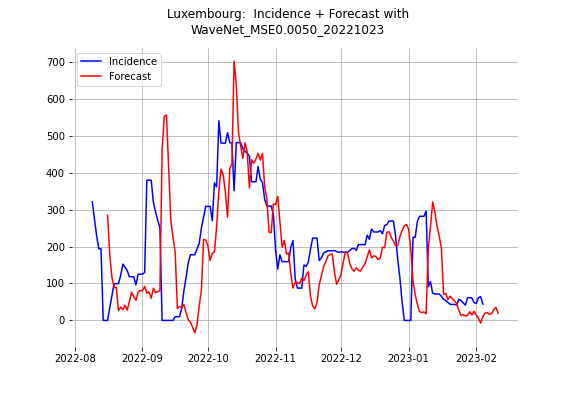 Luxembourg:  Incidence + Forecast with
WaveNet_MSE0.0050_20221023
Incidence
Forecast
700
600
500
400
300
200
100
0
2022-08 2022-09 2022-10 2022-11 2022-12 2023-01 2023-02